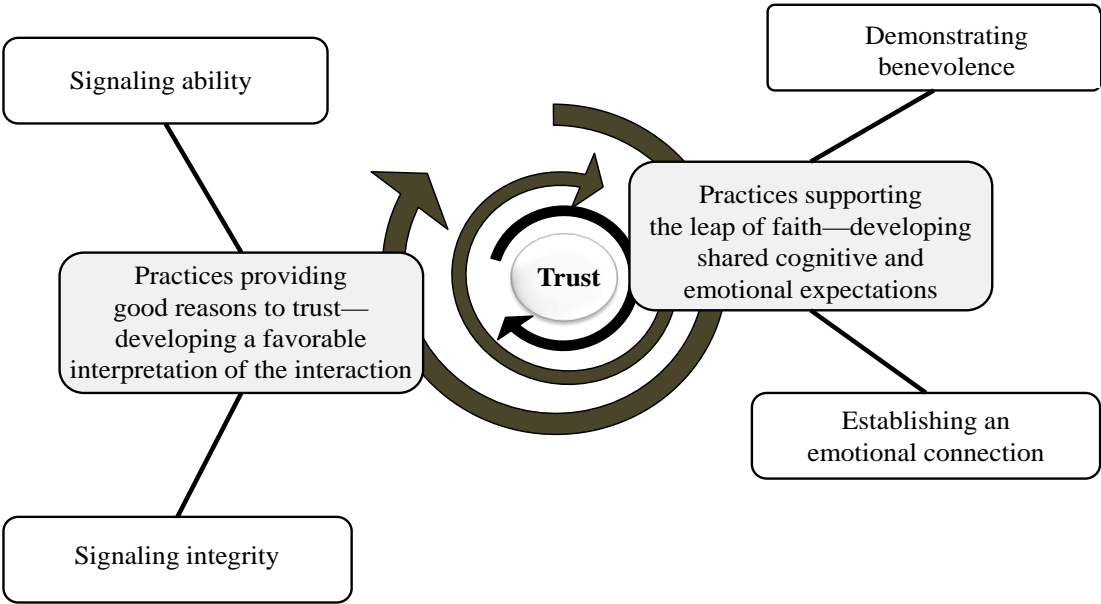 Signaling ability
Practices providing
good reasons to trust—
developing a favorable
interpretation of the interaction
Signaling integrity
Trust
Demonstrating
benevolence
Practices supporting
the leap of faith—developing
shared cognitive and
emotional expectations
Establishing an
emotional connection